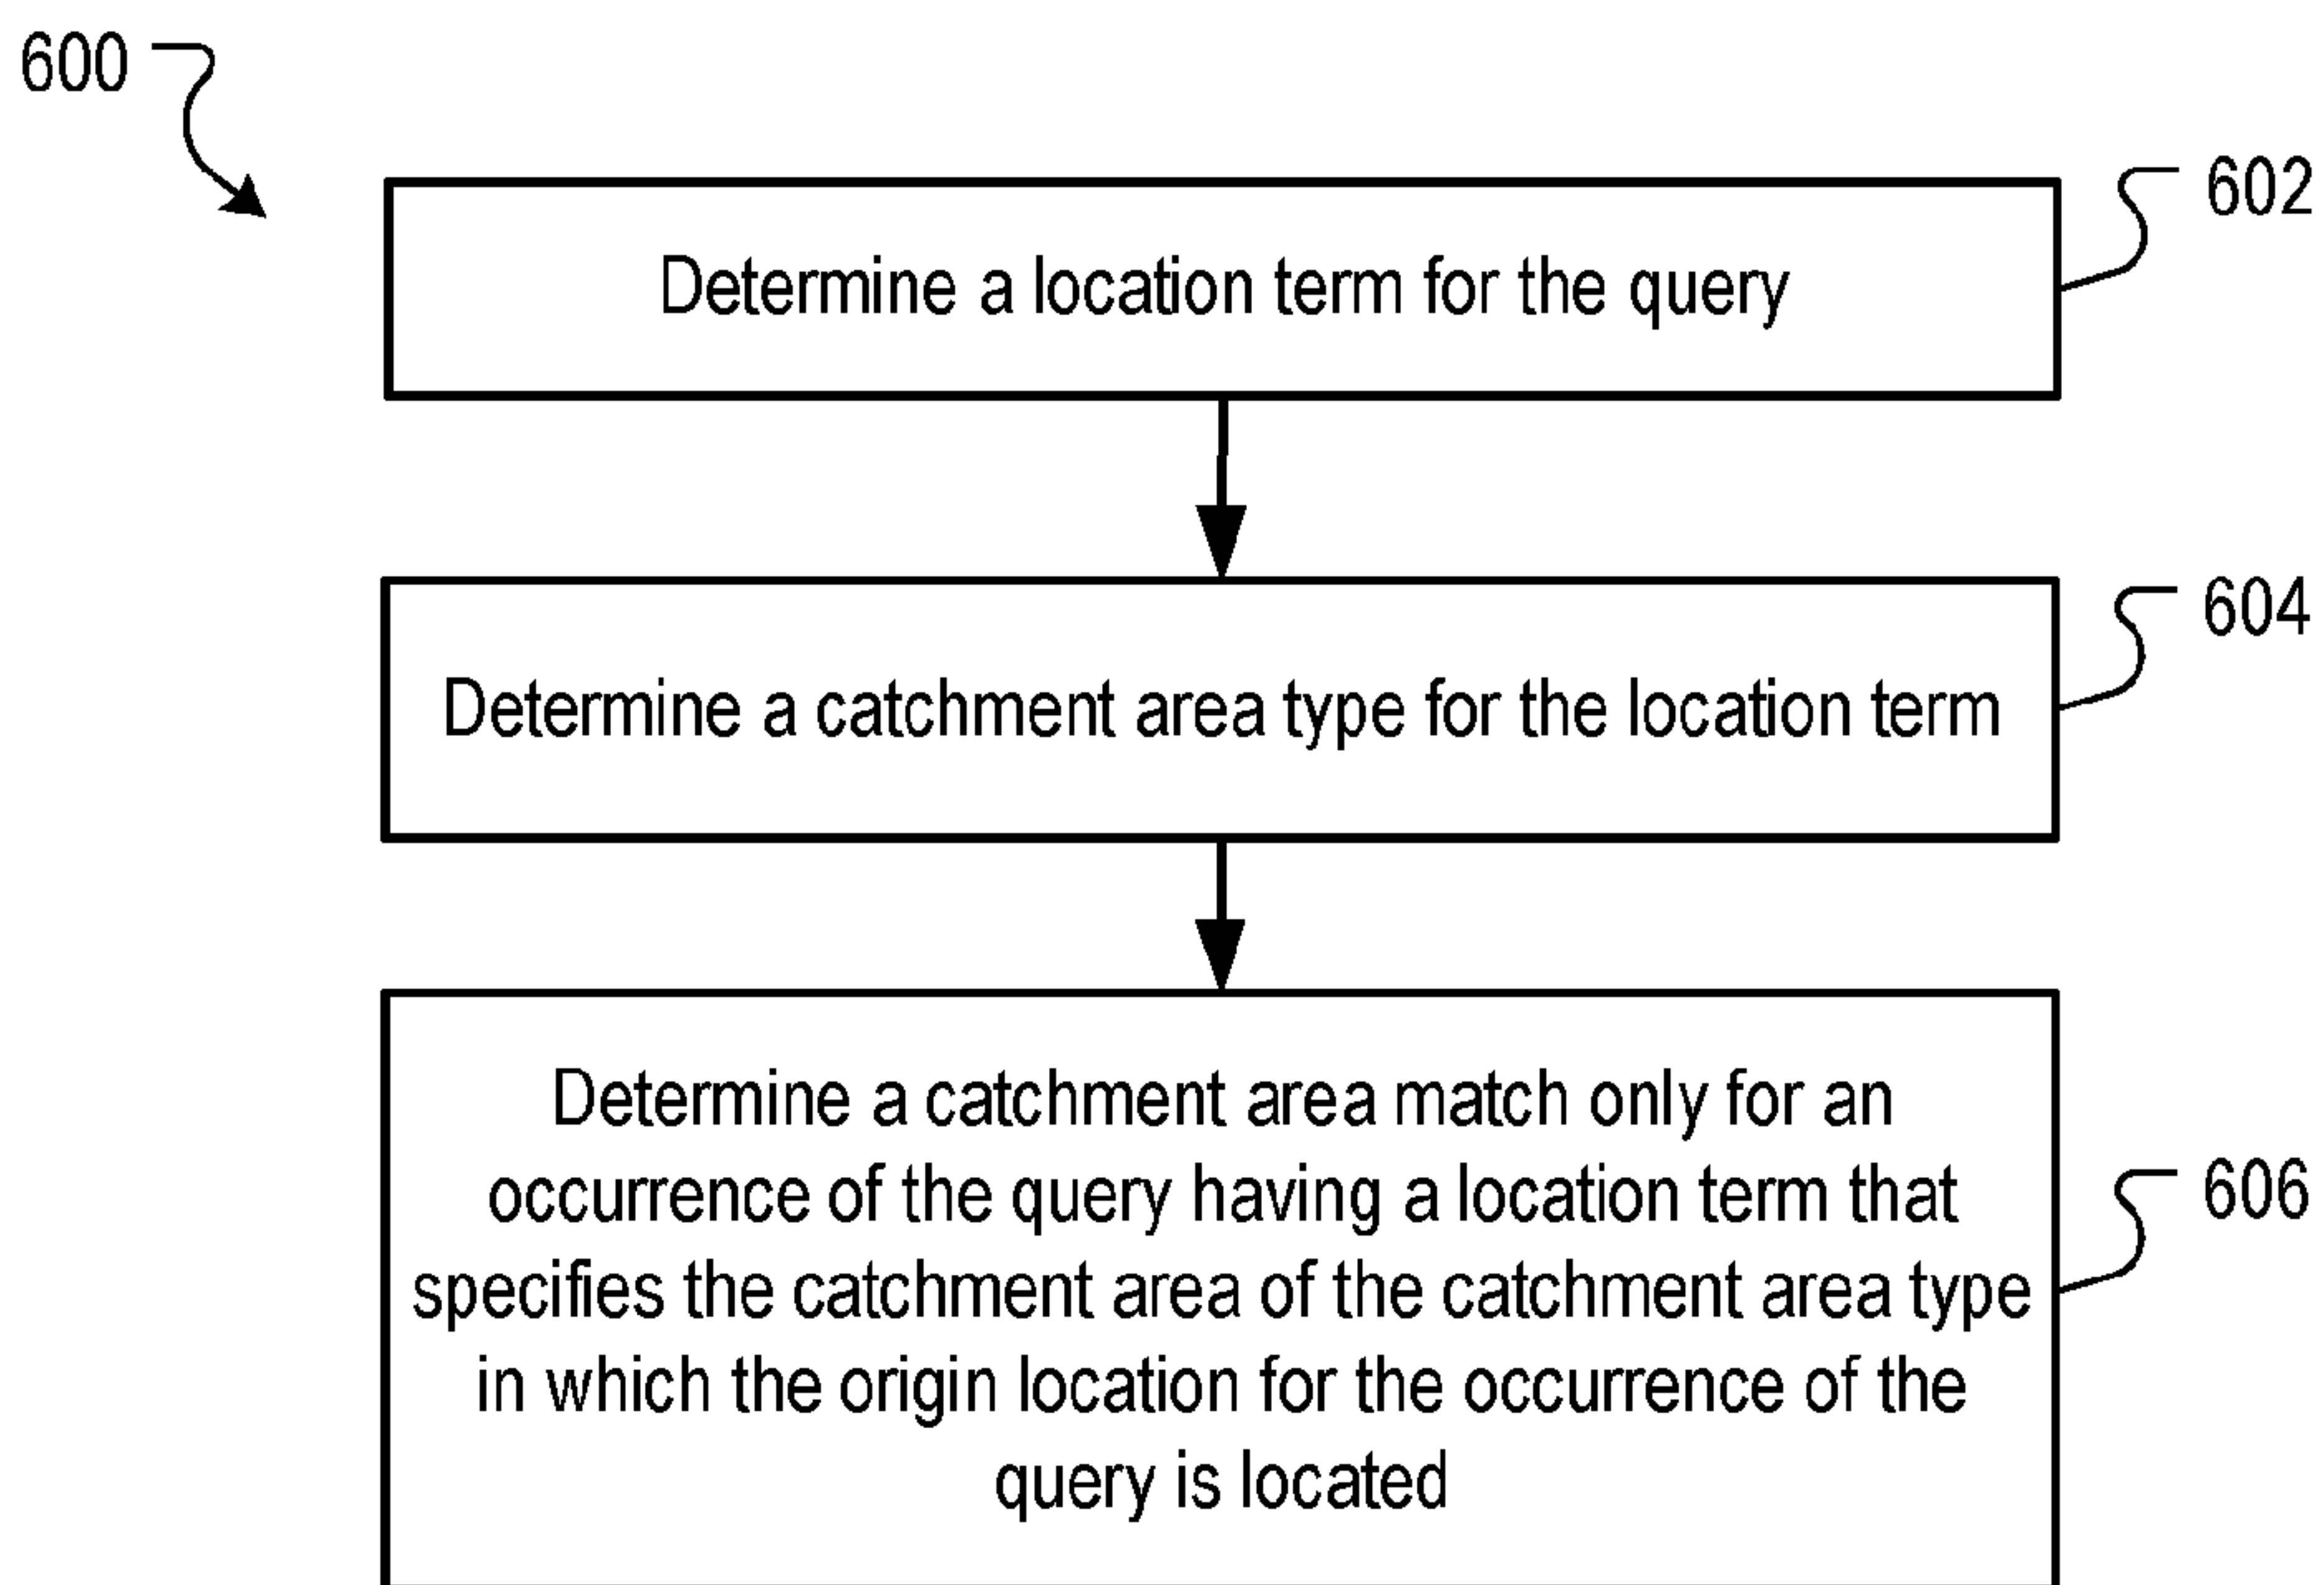 600
602
Determine a location term for the query
604
Determine a catchment area type for the location term
Determine a catchment area match only for an
occurrence of the query having a location term that
606
specifies the catchment area of the catchment area type
in which the origin location for the occurrence of the
query is located